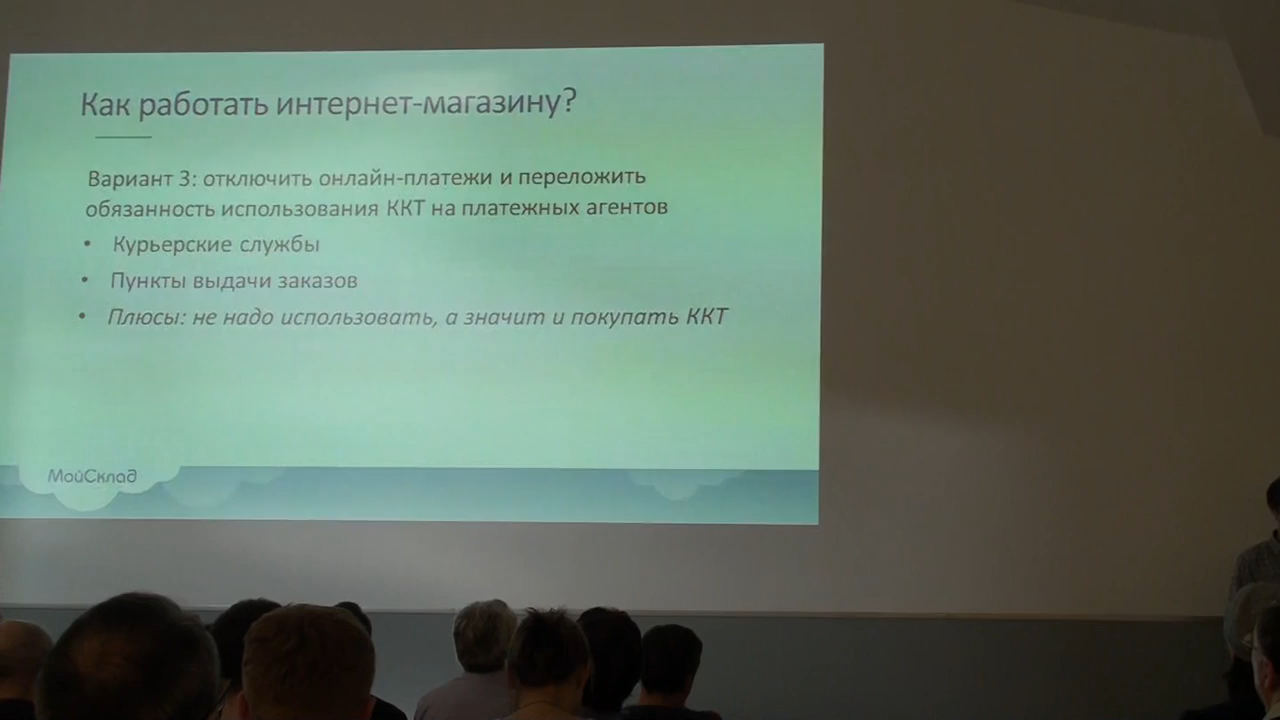 Как работать интернет-магазину?
Вариант 3: отключить онлайн-платежи и переложить
обязанность использования ККТ на платежных агентов
• Курьерские службы
• Пункты выдачи заказов
• Плюсы: не надо использовать, а значит и покупать ККТ
МойСклад